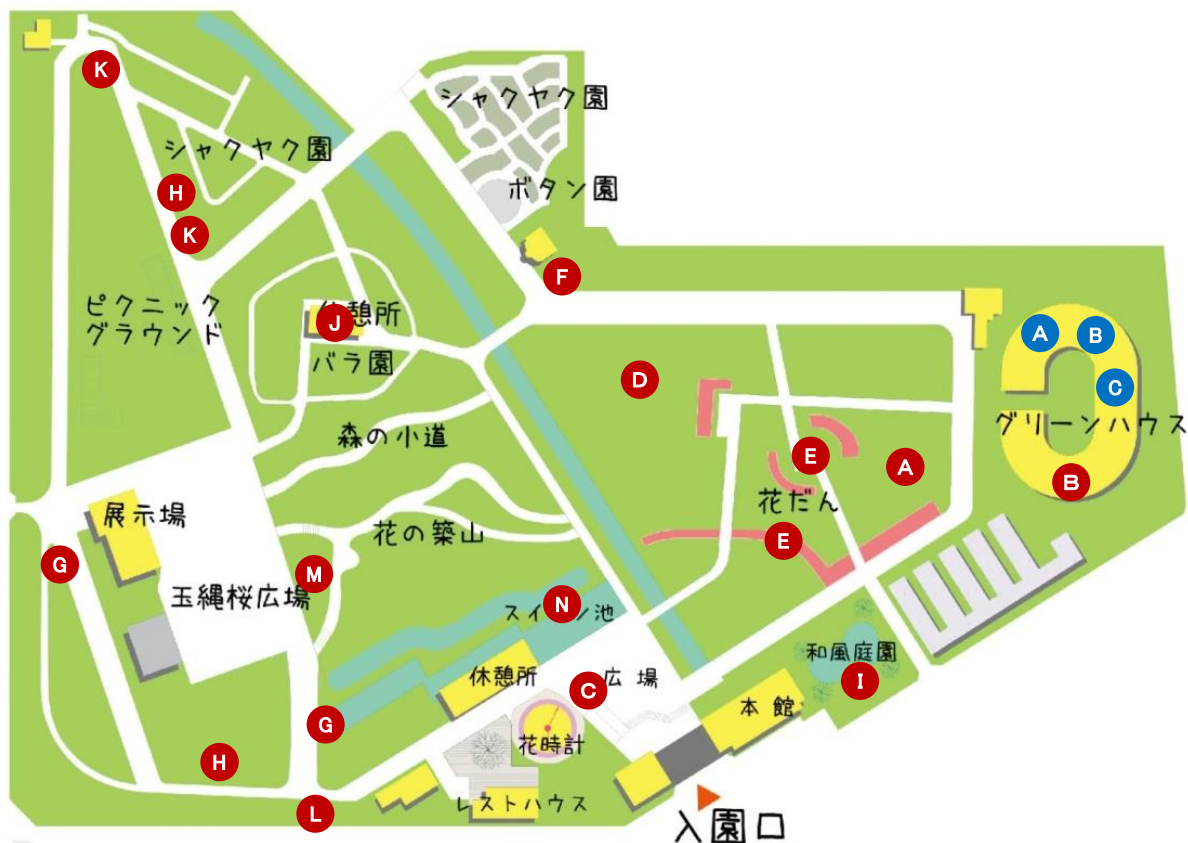 K
シャクヤク園
シャクヤク園
H
ボタン園
K
F
ピクニック
グラウンド
休憩所
J
バラ園
A
B
C
グリーンハウス
B
D
森の小道
E
A
花だん
E
展示場
花の築山
G
M
玉縄桜広場
N
スイレン池
和風庭園
I
休憩所
C
広場
本館
G
花時計
H
L
レストハウス
入園口